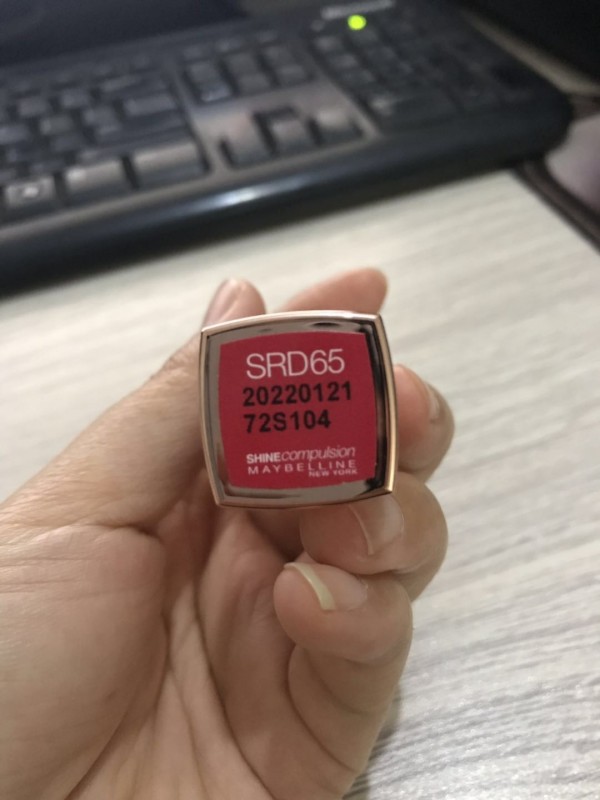 SRD65
20220121
72S104
SHINEcompulsion
MAYBELLINE
NEW YORK